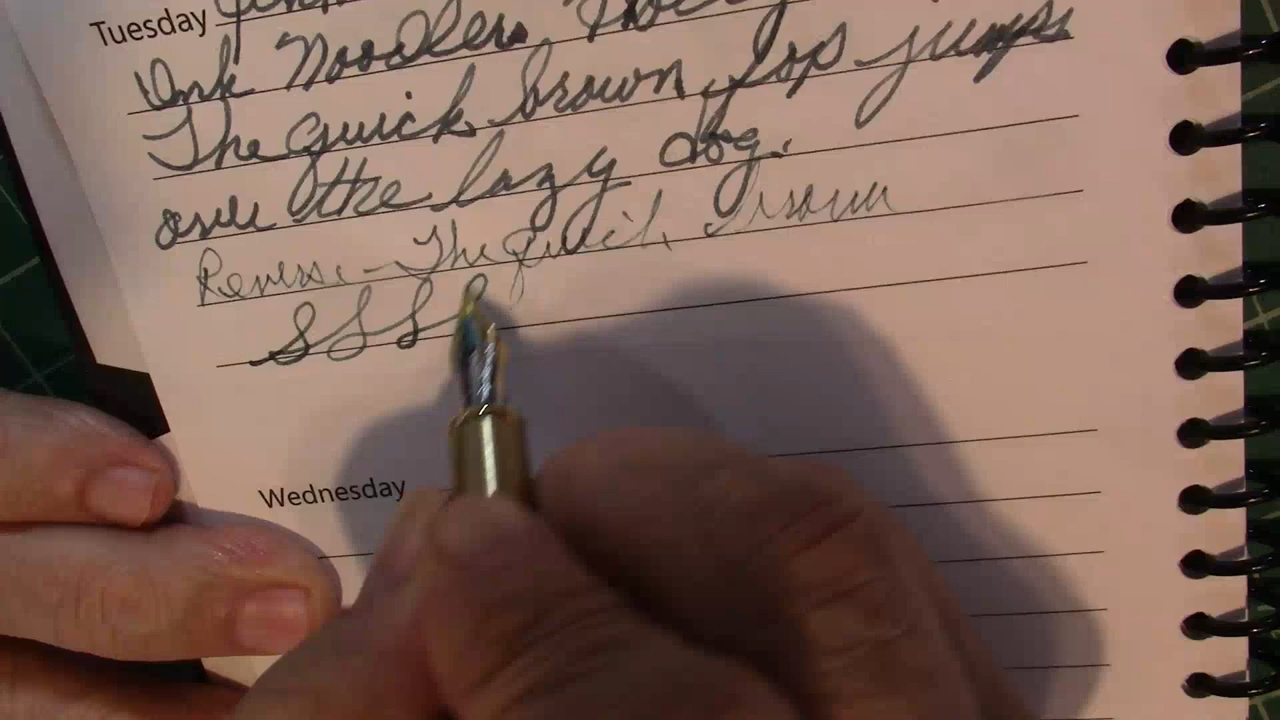 Tuesday
Ink Noodlers
The quick brown fox jumps
over the lazy dog.
Reverse - The quick brown
S S S S
Wednesday